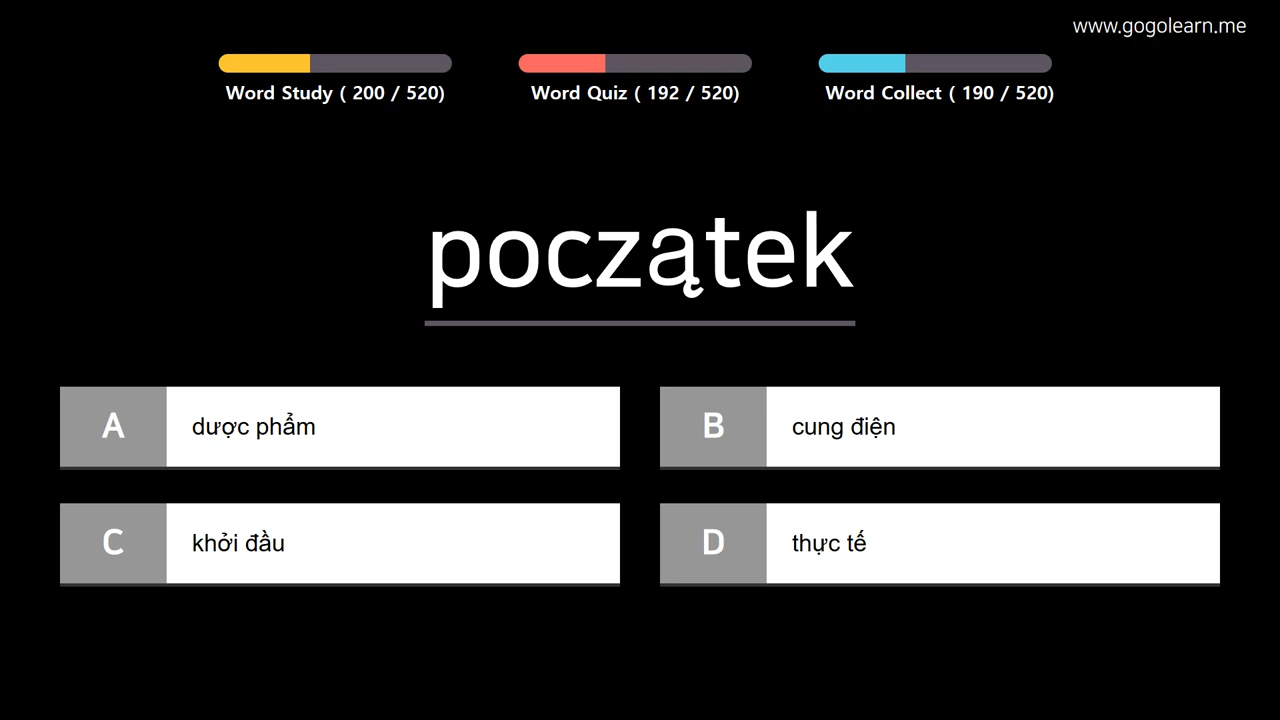 www.gogolearn.me
Word Study ( 200 / 520)
Word Quiz ( 192 / 520)
Word Collect ( 190 / 520)
początek
A dược phẩm
B cung điện
C khởi đầu
D thực tế